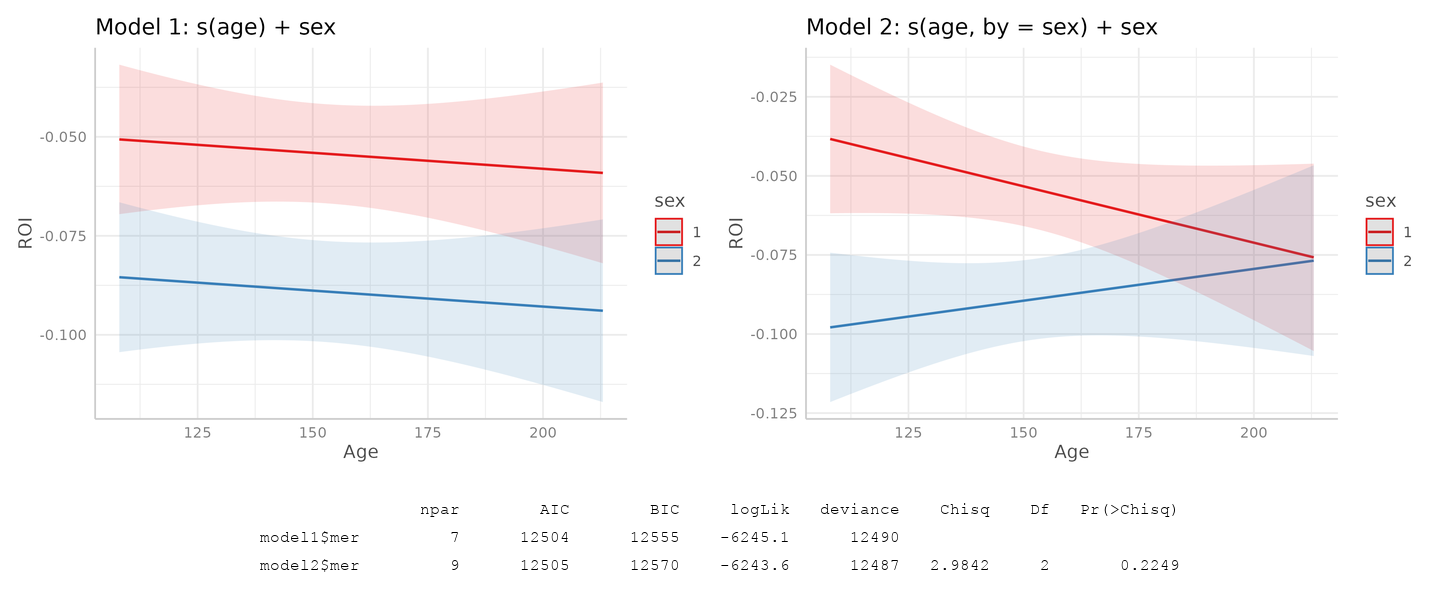 Model 1: s(age) + sex
-0.050
-0.075
-0.100
ROI
125 150 175 200
Age
sex
1
2
Model 2: s(age, by = sex) + sex
-0.025
-0.050
-0.075
-0.100
-0.125
ROI
125 150 175 200
Age
sex
1
2
npar AIC BIC logLik deviance Chisq Df Pr(>Chisq)
model1$mer 7 12504 12555 -6245.1 12490
model2$mer 9 12505 12570 -6243.6 12487 2.9842 2 0.2249